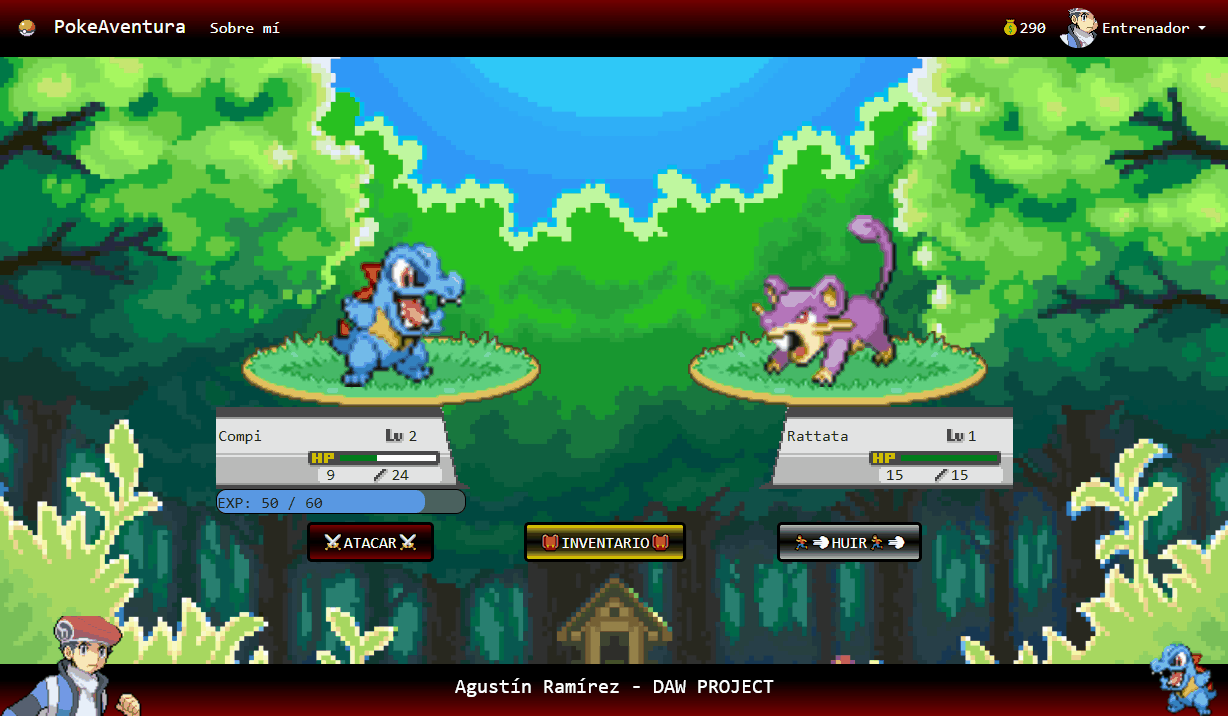 PokeAventura Sobre mí 290 Entrenador
Compi Lv 2
HP
9 / 24
EXP: 50 / 60
Rattata Lv 1
HP
15 / 15
ATACAR INVENTARIO HUIR
Agustín Ramírez - DAW PROJECT